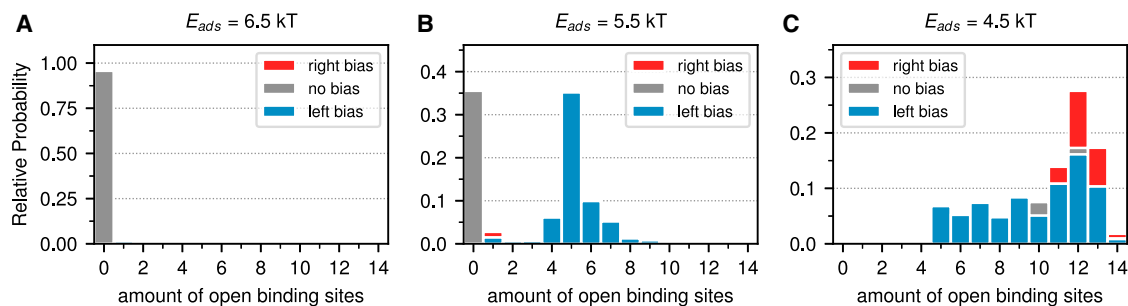 A
E_ads = 6.5 kT
Relative Probability
1.00
0.75
0.50
0.25
0.00
right bias
no bias
left bias
0 2 4 6 8 10 12 14
amount of open binding sites
B
E_ads = 5.5 kT
0.4
0.3
0.2
0.1
0.0
right bias
no bias
left bias
0 2 4 6 8 10 12 14
amount of open binding sites
C
E_ads = 4.5 kT
0.3
0.2
0.1
0.0
right bias
no bias
left bias
0 2 4 6 8 10 12 14
amount of open binding sites